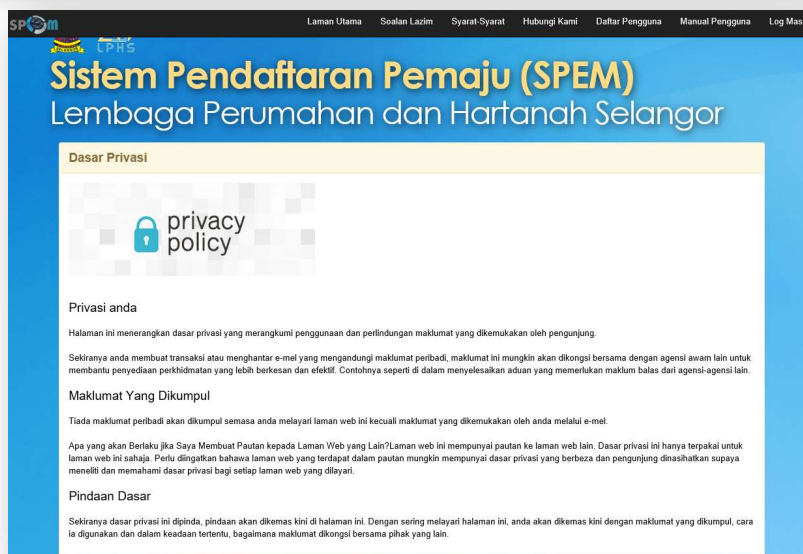 SPEM
Laman Utama Soalan Lazim Syarat-Syarat Hubungi Kami Daftar Pengguna Manual Pengguna Log Mas
LPHS
Sistem Pendaftaran Pemaju (SPEM)
Lembaga Perumahan dan Hartanah Selangor
Dasar Privasi
privacy
policy
Privasi anda
Halaman ini menerangkan dasar privasi yang merangkumi penggunaan dan perlindungan maklumat yang dikemukakan oleh pengunjung.
Sekiranya anda membuat transaksi atau menghantar e-mel yang mengandungi maklumat peribadi, maklumat ini mungkin akan dikongsi bersama dengan agensi awam lain untuk
membantu penyediaan perkhidmatan yang lebih berkesan dan efektif. Contohnya seperti di dalam menyelesaikan aduan yang memerlukan maklum balas dari agensi-agensi lain.
Maklumat Yang Dikumpul
Tiada maklumat peribadi akan dikumpul semasa anda melayari laman web ini kecuali maklumat yang dikemukakan oleh anda melalui e-mel.
Apa yang akan Berlaku jika Saya Membuat Pautan kepada Laman Web yang Lain?Laman web ini mempunyai pautan ke laman web lain. Dasar privasi ini hanya terpakai untuk
laman web ini sahaja. Perlu diingatkan bahawa laman web yang terdapat dalam pautan mungkin mempunyai dasar privasi yang berbeza dan pengunjung dinasihatkan supaya
meneliti dan memahami dasar privasi bagi setiap laman web yang dilayari.
Pindaan Dasar
Sekiranya dasar privasi ini dipinda, pindaan akan dikemas kini di halaman ini. Dengan sering melayari halaman ini, anda akan dikemas kini dengan maklumat yang dikumpul, cara
ia digunakan dan dalam keadaan tertentu, bagaimana maklumat dikongsi bersama pihak yang lain.